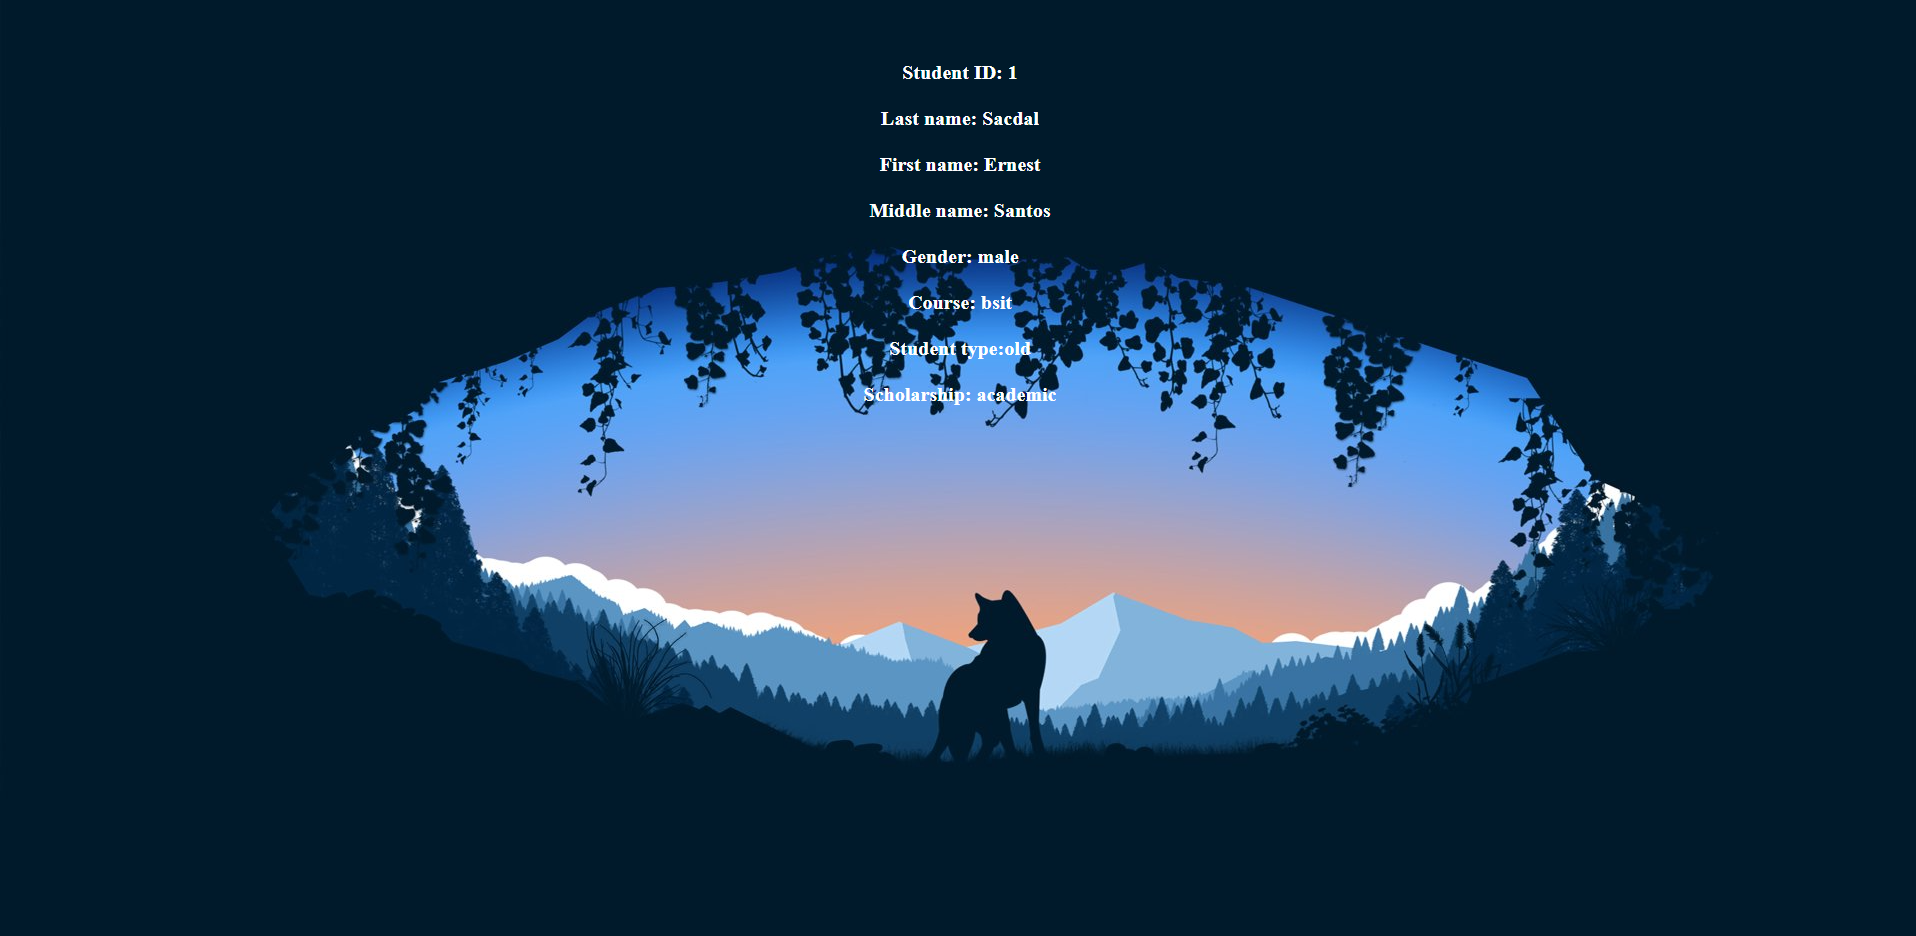 Student ID: 1
Last name: Sacdal
First name: Ernest
Middle name: Santos
Gender: male
Course: bsit
Student type:old
Scholarship: academic